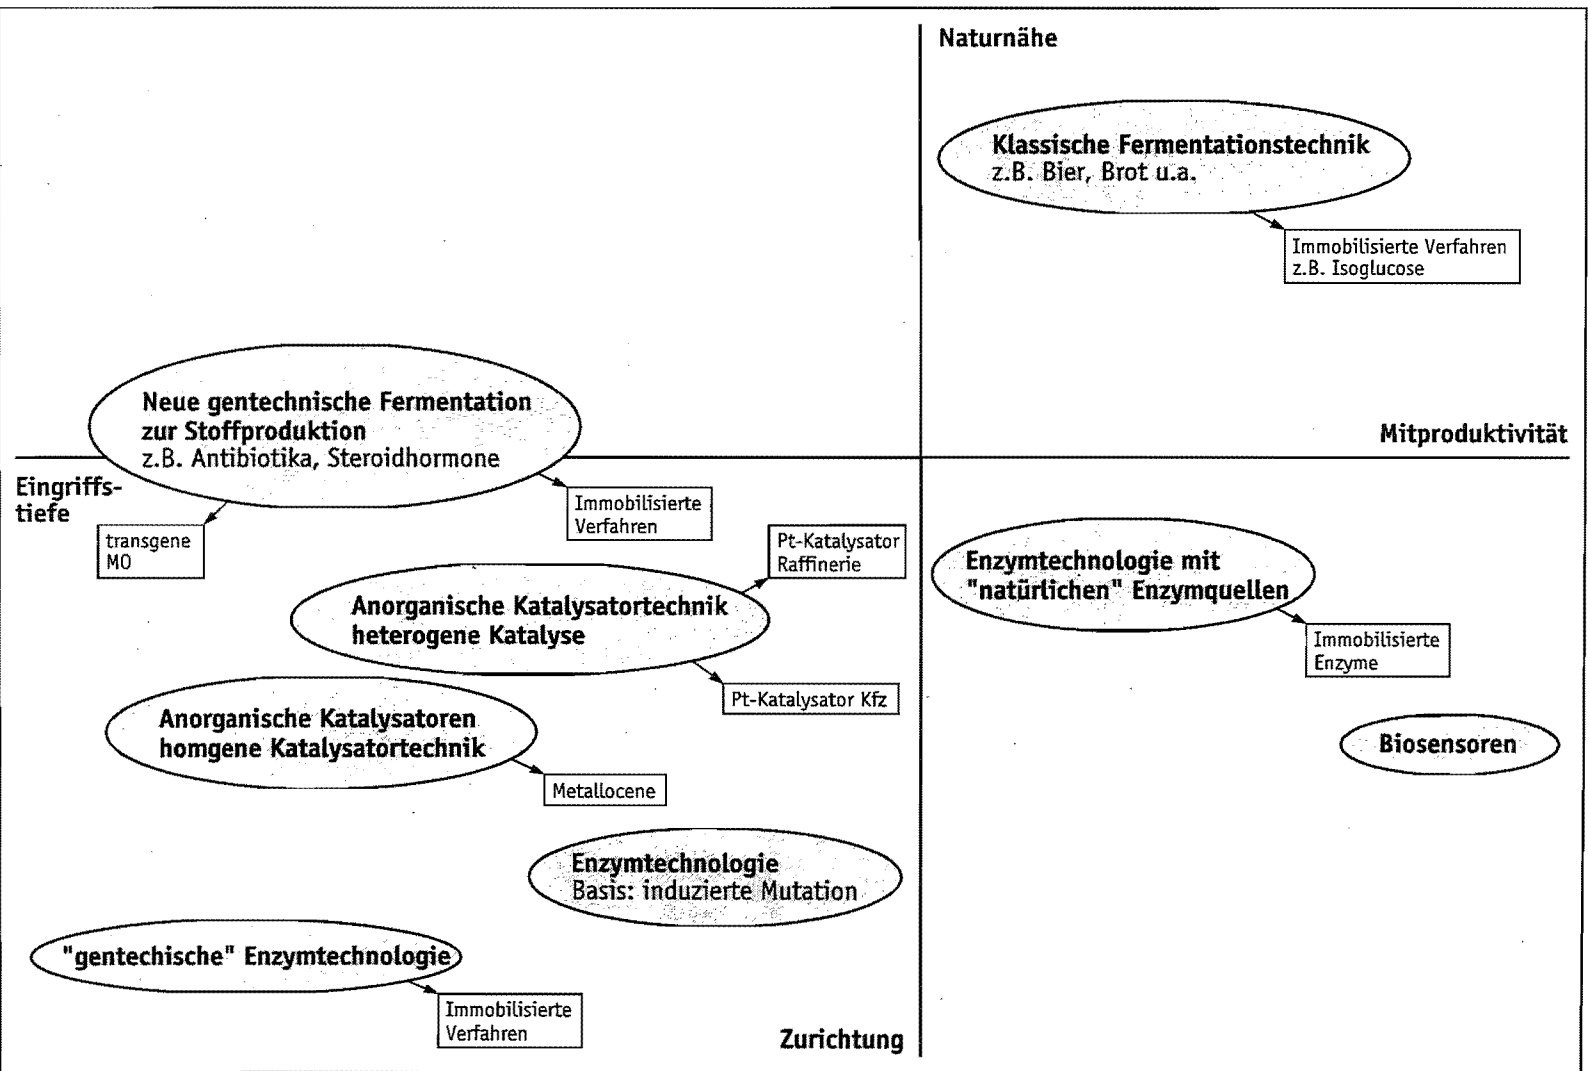 Naturnähe
Klassische Fermentationstechnik
z.B. Bier, Brot u.a.
Immobilisierte Verfahren
z.B. Isoglucose
Neue gentechnische Fermentation
zur Stoffproduktion
z.B. Antibiotika, Steroidhormone
Mitproduktivität
Eingriffs-
tiefe
Immobilisierte
Verfahren
transgene
MO
Pt-Katalysator
Raffinerie
Anorganische Katalysatortechnik
heterogene Katalyse
Pt-Katalysator Kfz
Enzymtechnologie mit
"natürlichen" Enzymquellen
Immobilisierte
Enzyme
Anorganische Katalysatoren
homgene Katalysatortechnik
Metallocene
Biosensoren
Enzymtechnologie
Basis: induzierte Mutation
"gentechische" Enzymtechnologie
Immobilisierte
Verfahren
Zurichtung